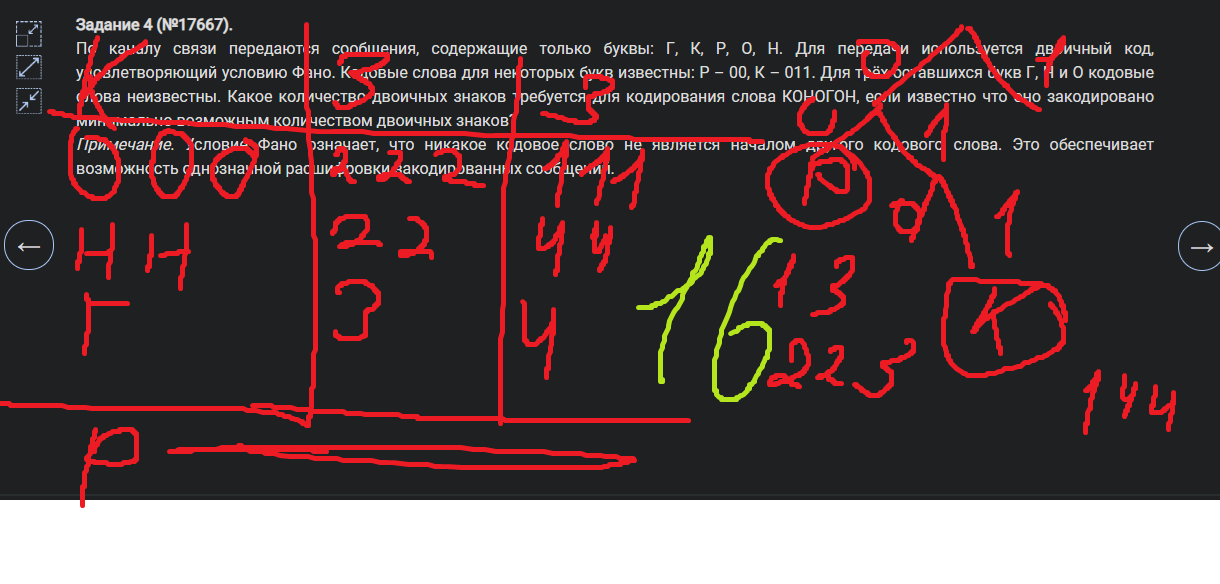 Задание 4 (№17667).
По каналу связи передаются сообщения, содержащие только буквы: Г, К, Р, О, Н. Для передачи используется двоичный код,
удовлетворяющий условию Фано. Кодовые слова для некоторых букв известны: Р – 00, К – 011. Для трёх оставшихся букв Г, Н и О кодовые
слова неизвестны. Какое количество двоичных знаков требуется для кодирования слова КОНОГОН, если известно что оно закодировано
минимально возможным количеством двоичных знаков?
Примечание. Условие Фано означает, что никакое кодовое слово не является началом другого кодового слова. Это обеспечивает
возможность однозначной расшифровки закодированных сообщений.
← →
К 3 3 0 1
0 1
О О О 2 2 2 1 1 1 Р
0 1
Н Н 2 2 4 4
Г 3 4 16 1 3 К
2 2 3
1 4 4
Р